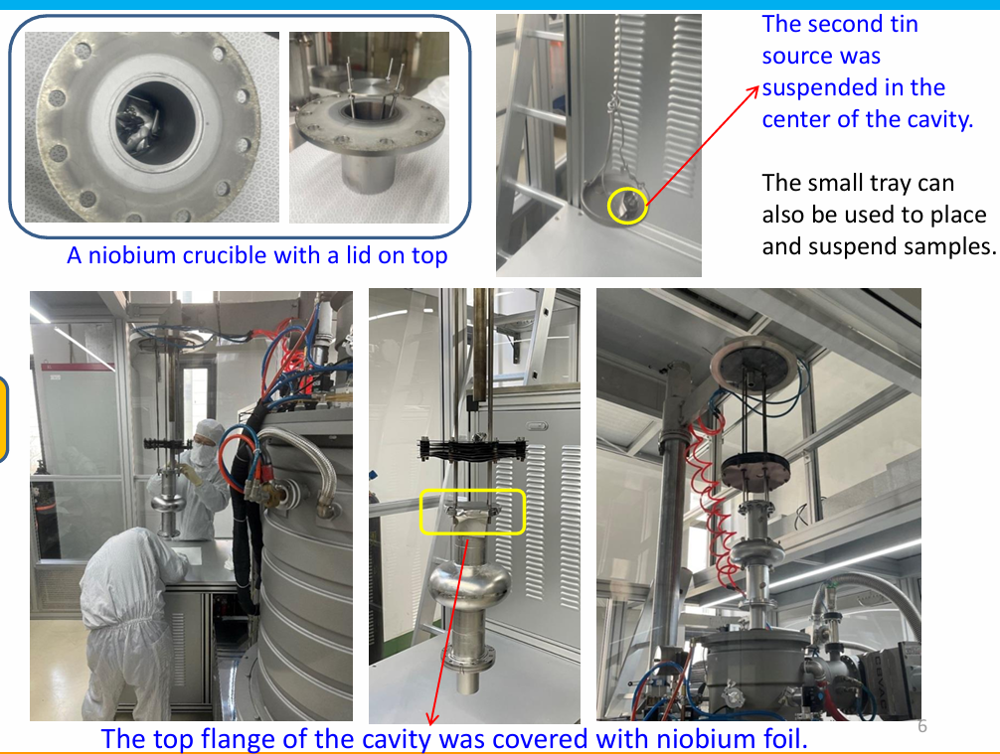 The second tin
source was
suspended in the
center of the cavity.
The small tray can
also be used to place
and suspend samples.
A niobium crucible with a lid on top
The top flange of the cavity was covered with niobium foil.
6